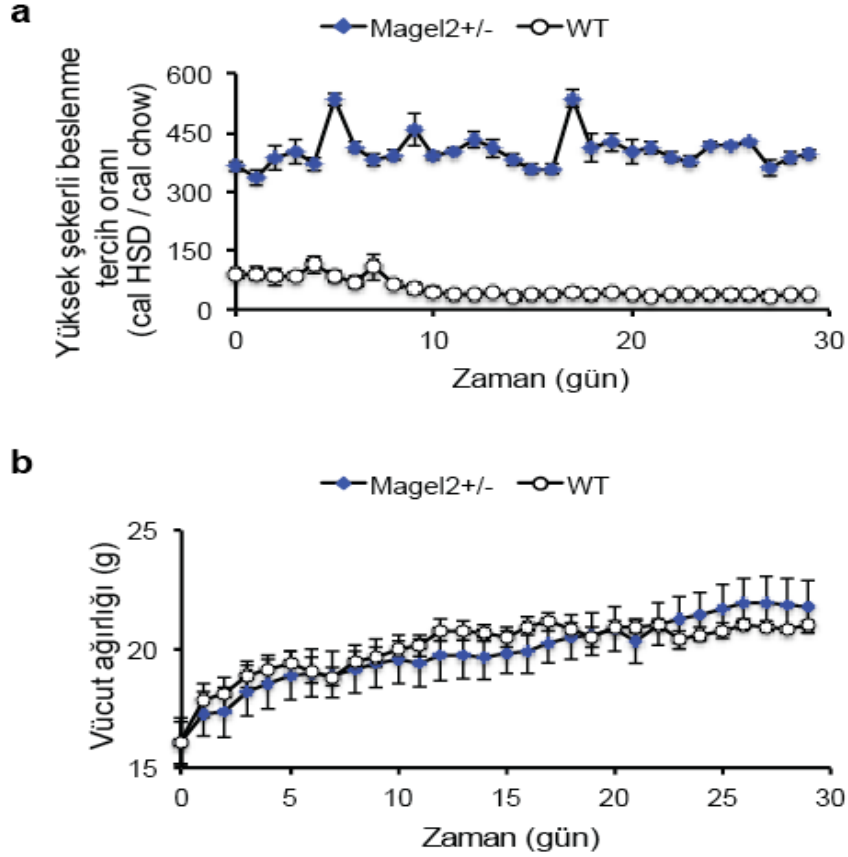 a
Magel2+/- WT
Yüksek şekerli beslenme
tercih oranı
(cal HSD / cal chow)
600
450
300
150
0
0 10 20 30
Zaman (gün)
b
Magel2+/- WT
Vücut ağırlığı (g)
25
20
15
0 5 10 15 20 25 30
Zaman (gün)